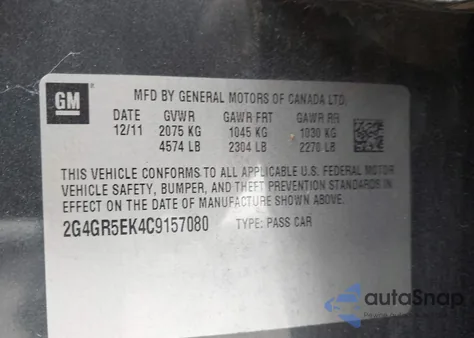 GM
MFD BY GENERAL MOTORS OF CANADA LTD.
DATE GVWR GAWR FRT GAWR RR
12/11 2075 KG 1045 KG 1030 KG
4574 LB 2304 LB 2270 LB
THIS VEHICLE CONFORMS TO ALL APPLICABLE U.S. FEDERAL MOTOR
VEHICLE SAFETY, BUMPER, AND THEFT PREVENTION STANDARDS IN
EFFECT ON THE DATE OF MANUFACTURE SHOWN ABOVE.
2G4GR5EK4C9157080 TYPE: PASS CAR
autoSnap